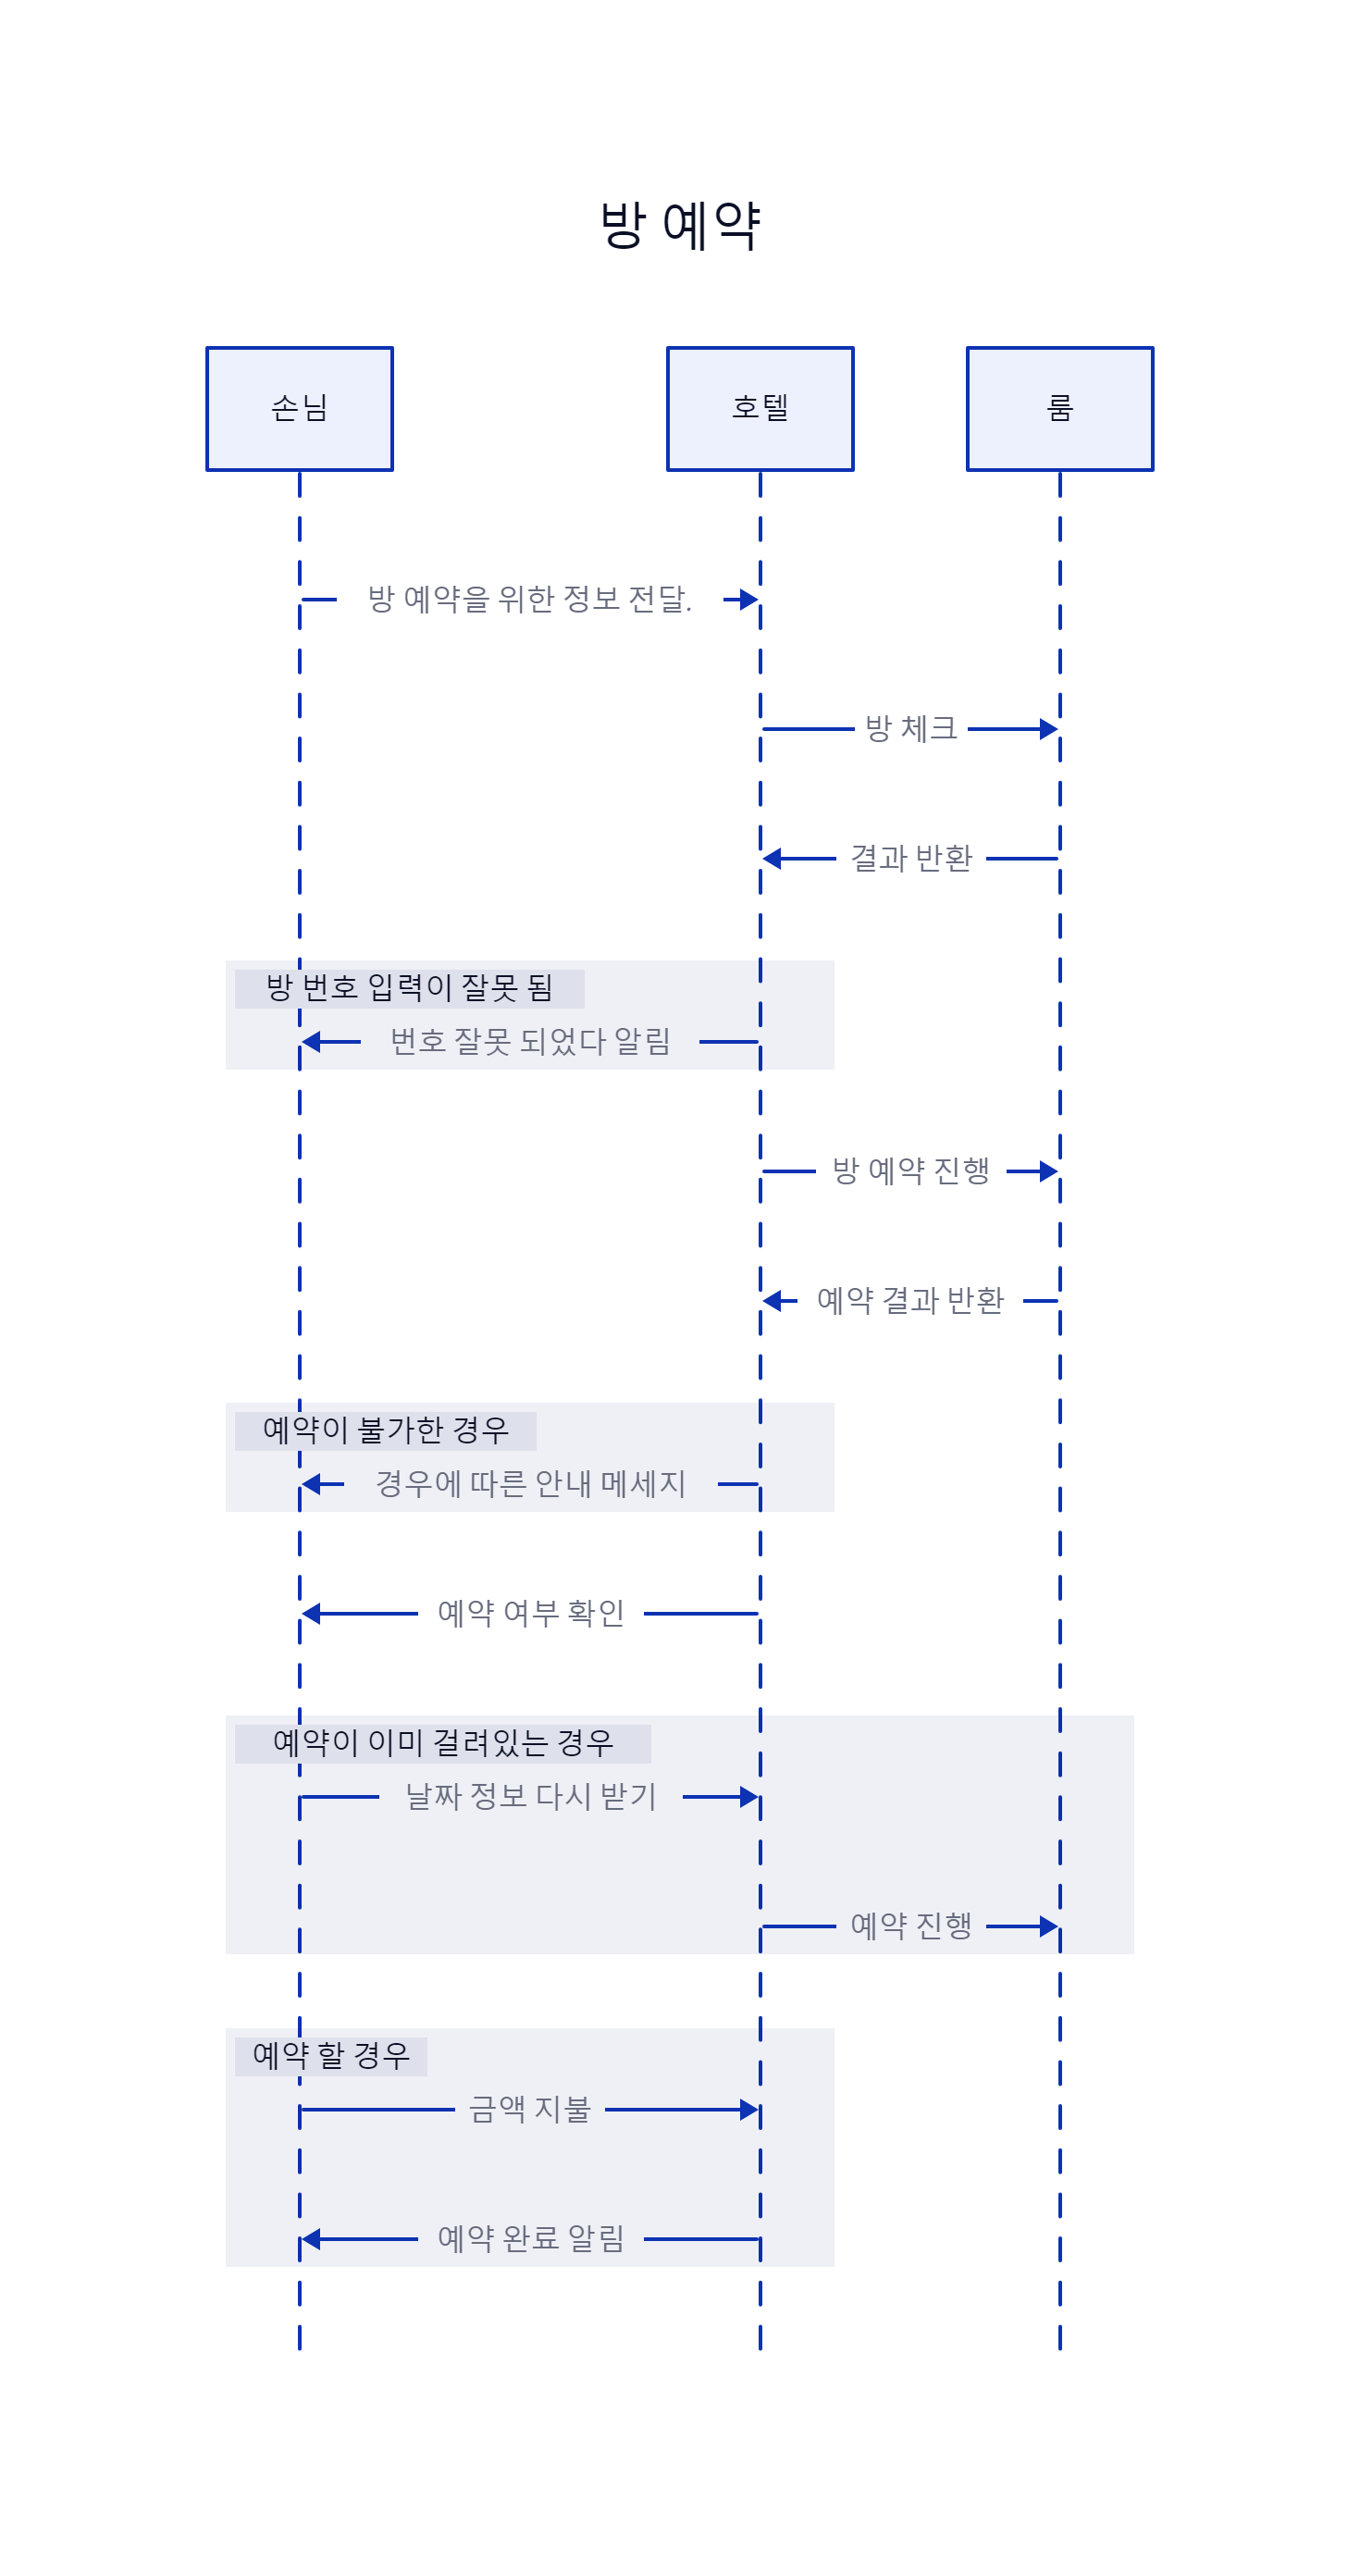 방 예약
손님
호텔
룸
방 예약을 위한 정보 전달.
방 체크
결과 반환
방 번호 입력이 잘못 됨
번호 잘못 되었다 알림
방 예약 진행
예약 결과 반환
예약이 불가한 경우
경우에 따른 안내 메세지
예약 여부 확인
예약이 이미 걸려있는 경우
날짜 정보 다시 받기
예약 진행
예약 할 경우
금액 지불
예약 완료 알림